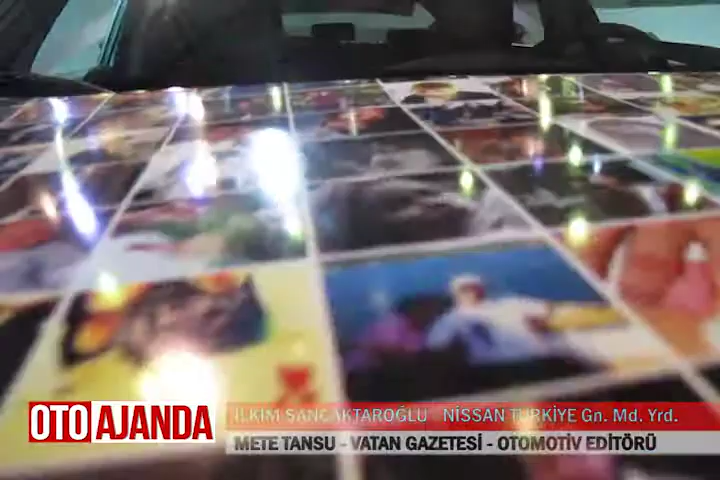 OTO AJANDA
İLKİM SANCAKTAROĞLU - NİSSAN TÜRKİYE Gn. Md. Yrd.
METE TANSU - VATAN GAZETESİ - OTOMOTİV EDİTÖRÜ